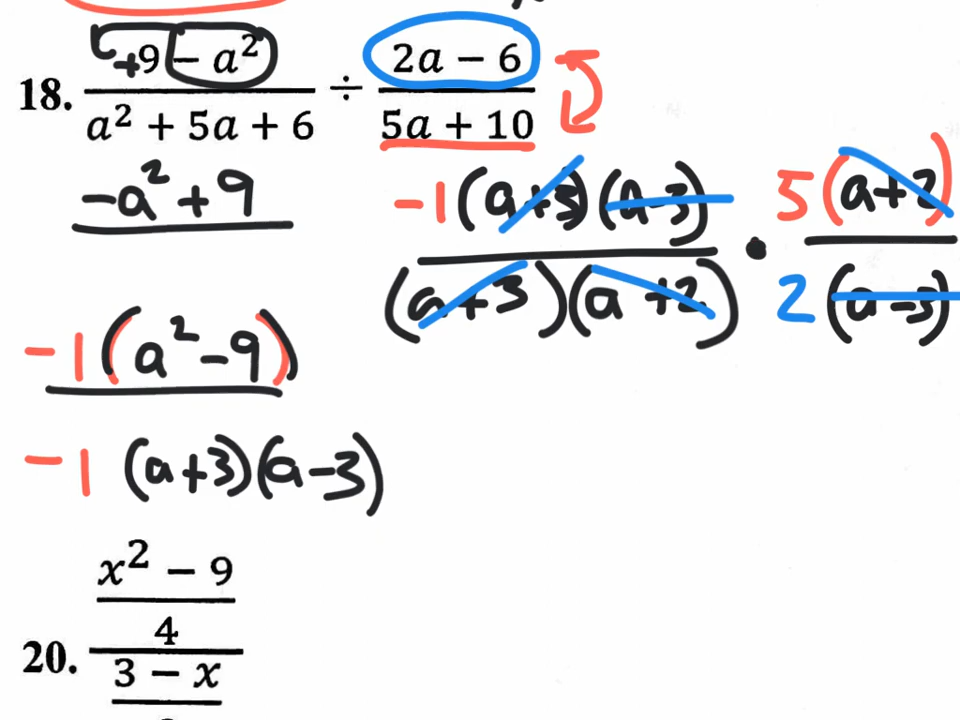 18. +9 − a² / a² + 5a + 6 ÷ 2a − 6 / 5a + 10
-a² + 9
-1(a+3)(a-3) / (a+3)(a+2) • 5(a+2) / 2(a-3)
-1(a²-9)
-1 (a+3)(a-3)
20. x² − 9 / 4 / 3 − x